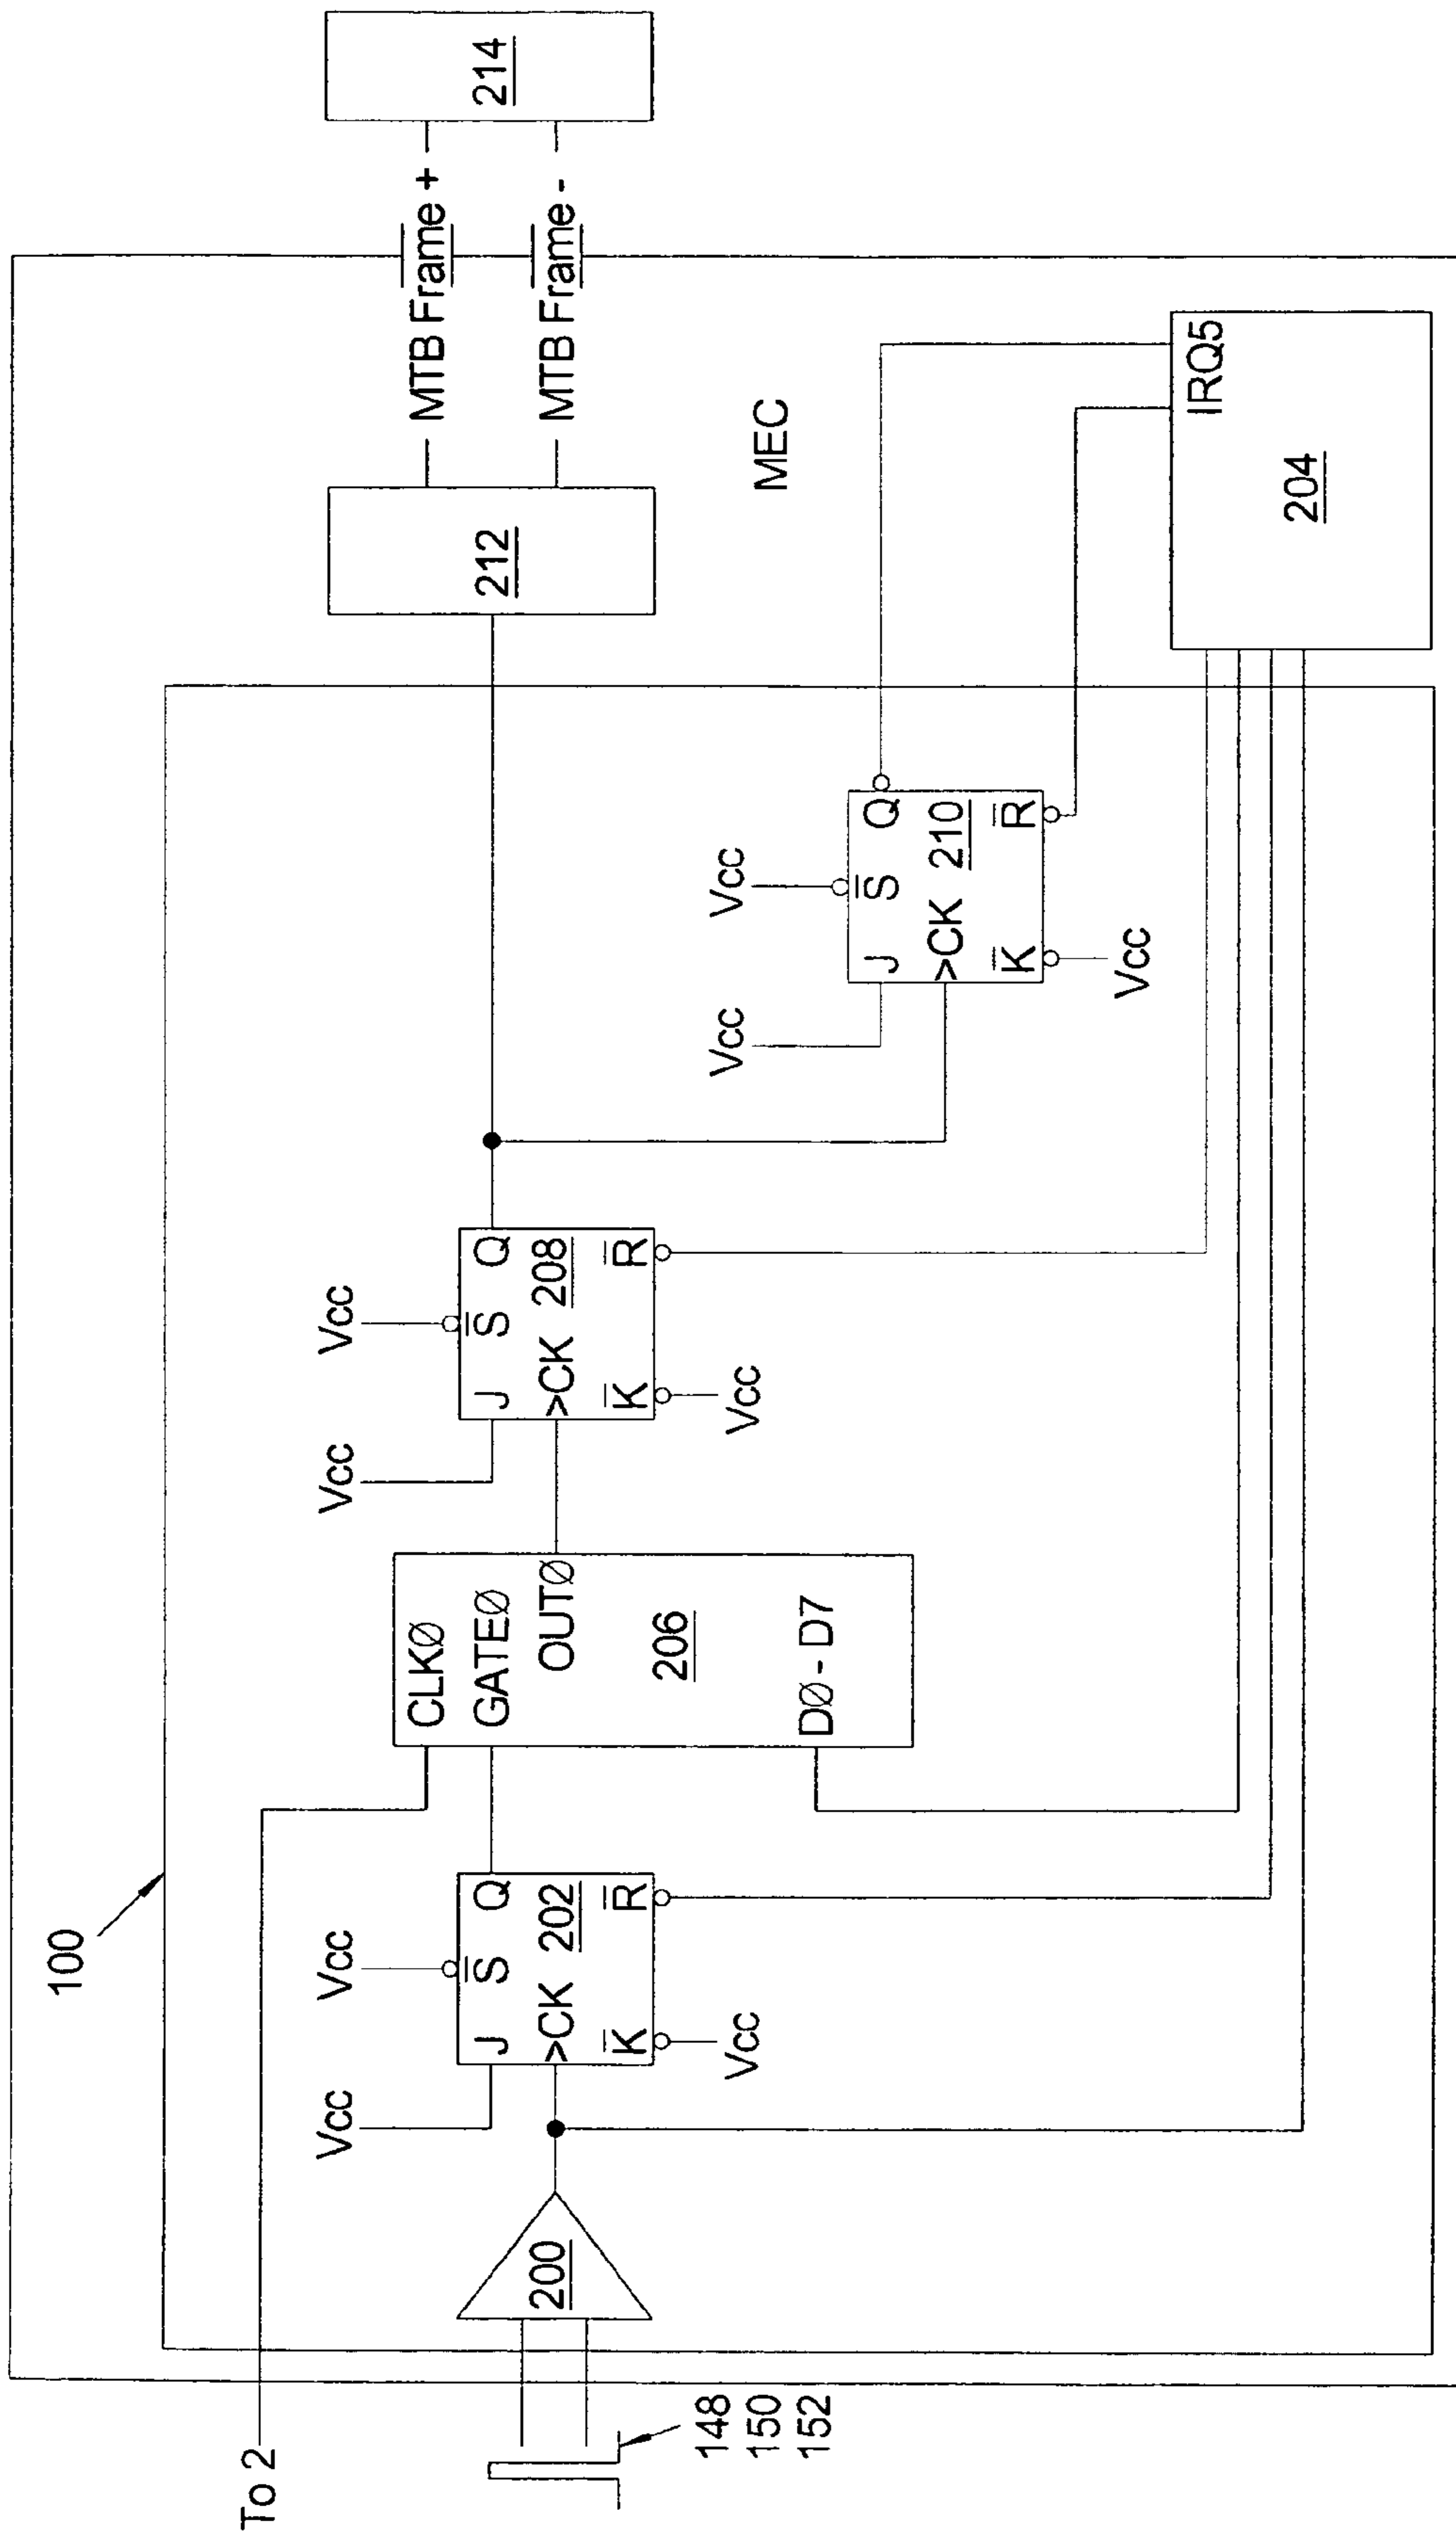 100
To 2
148
150
152
200
Vcc
Vcc
J
S̅
Q
>CK
202
K̅
R̅
Vcc
CLKØ
GATEØ
OUTØ
206
DØ - D7
Vcc
Vcc
J
S̅
Q
>CK
208
K̅
R̅
Vcc
Vcc
Vcc
J
S̅
Q
>CK
210
K̅
R̅
Vcc
212
MTB Frame +
MTB Frame -
214
MEC
IRQ5
204